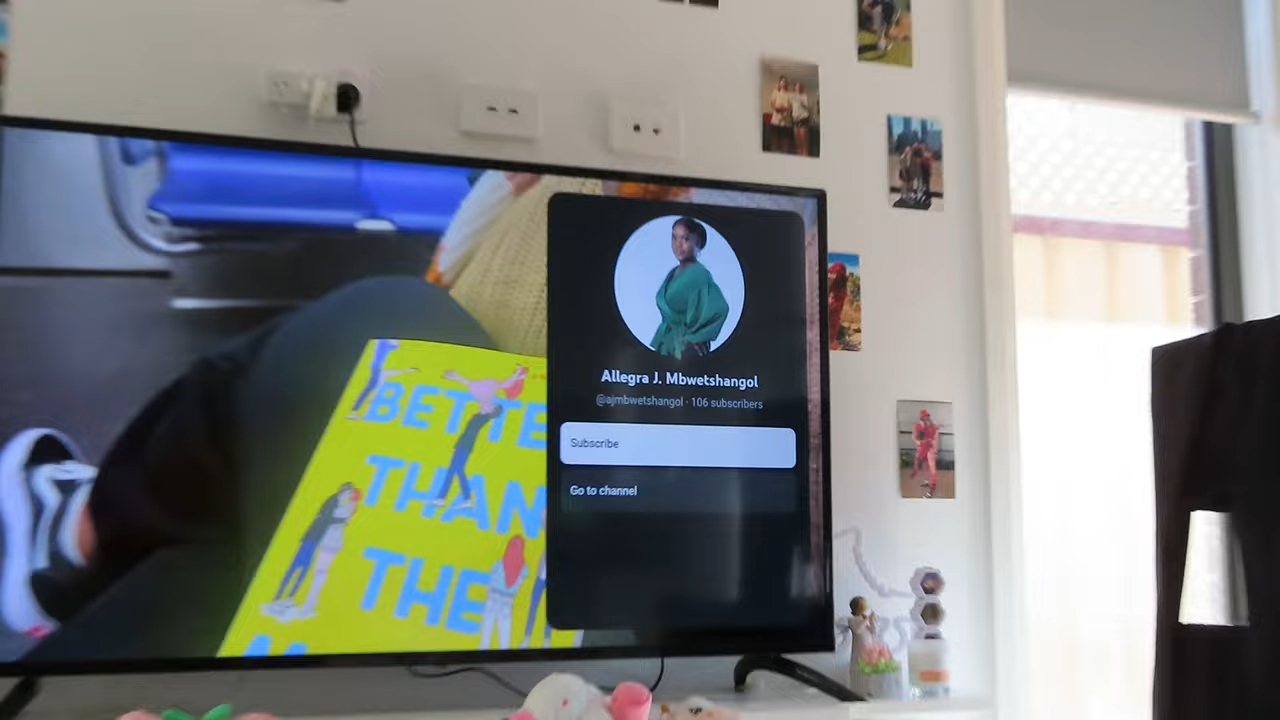 BETTE
THAN
THE
Allegra J. Mbwetshangol
@ajmbwetshangol · 106 subscribers
Subscribe
Go to channel